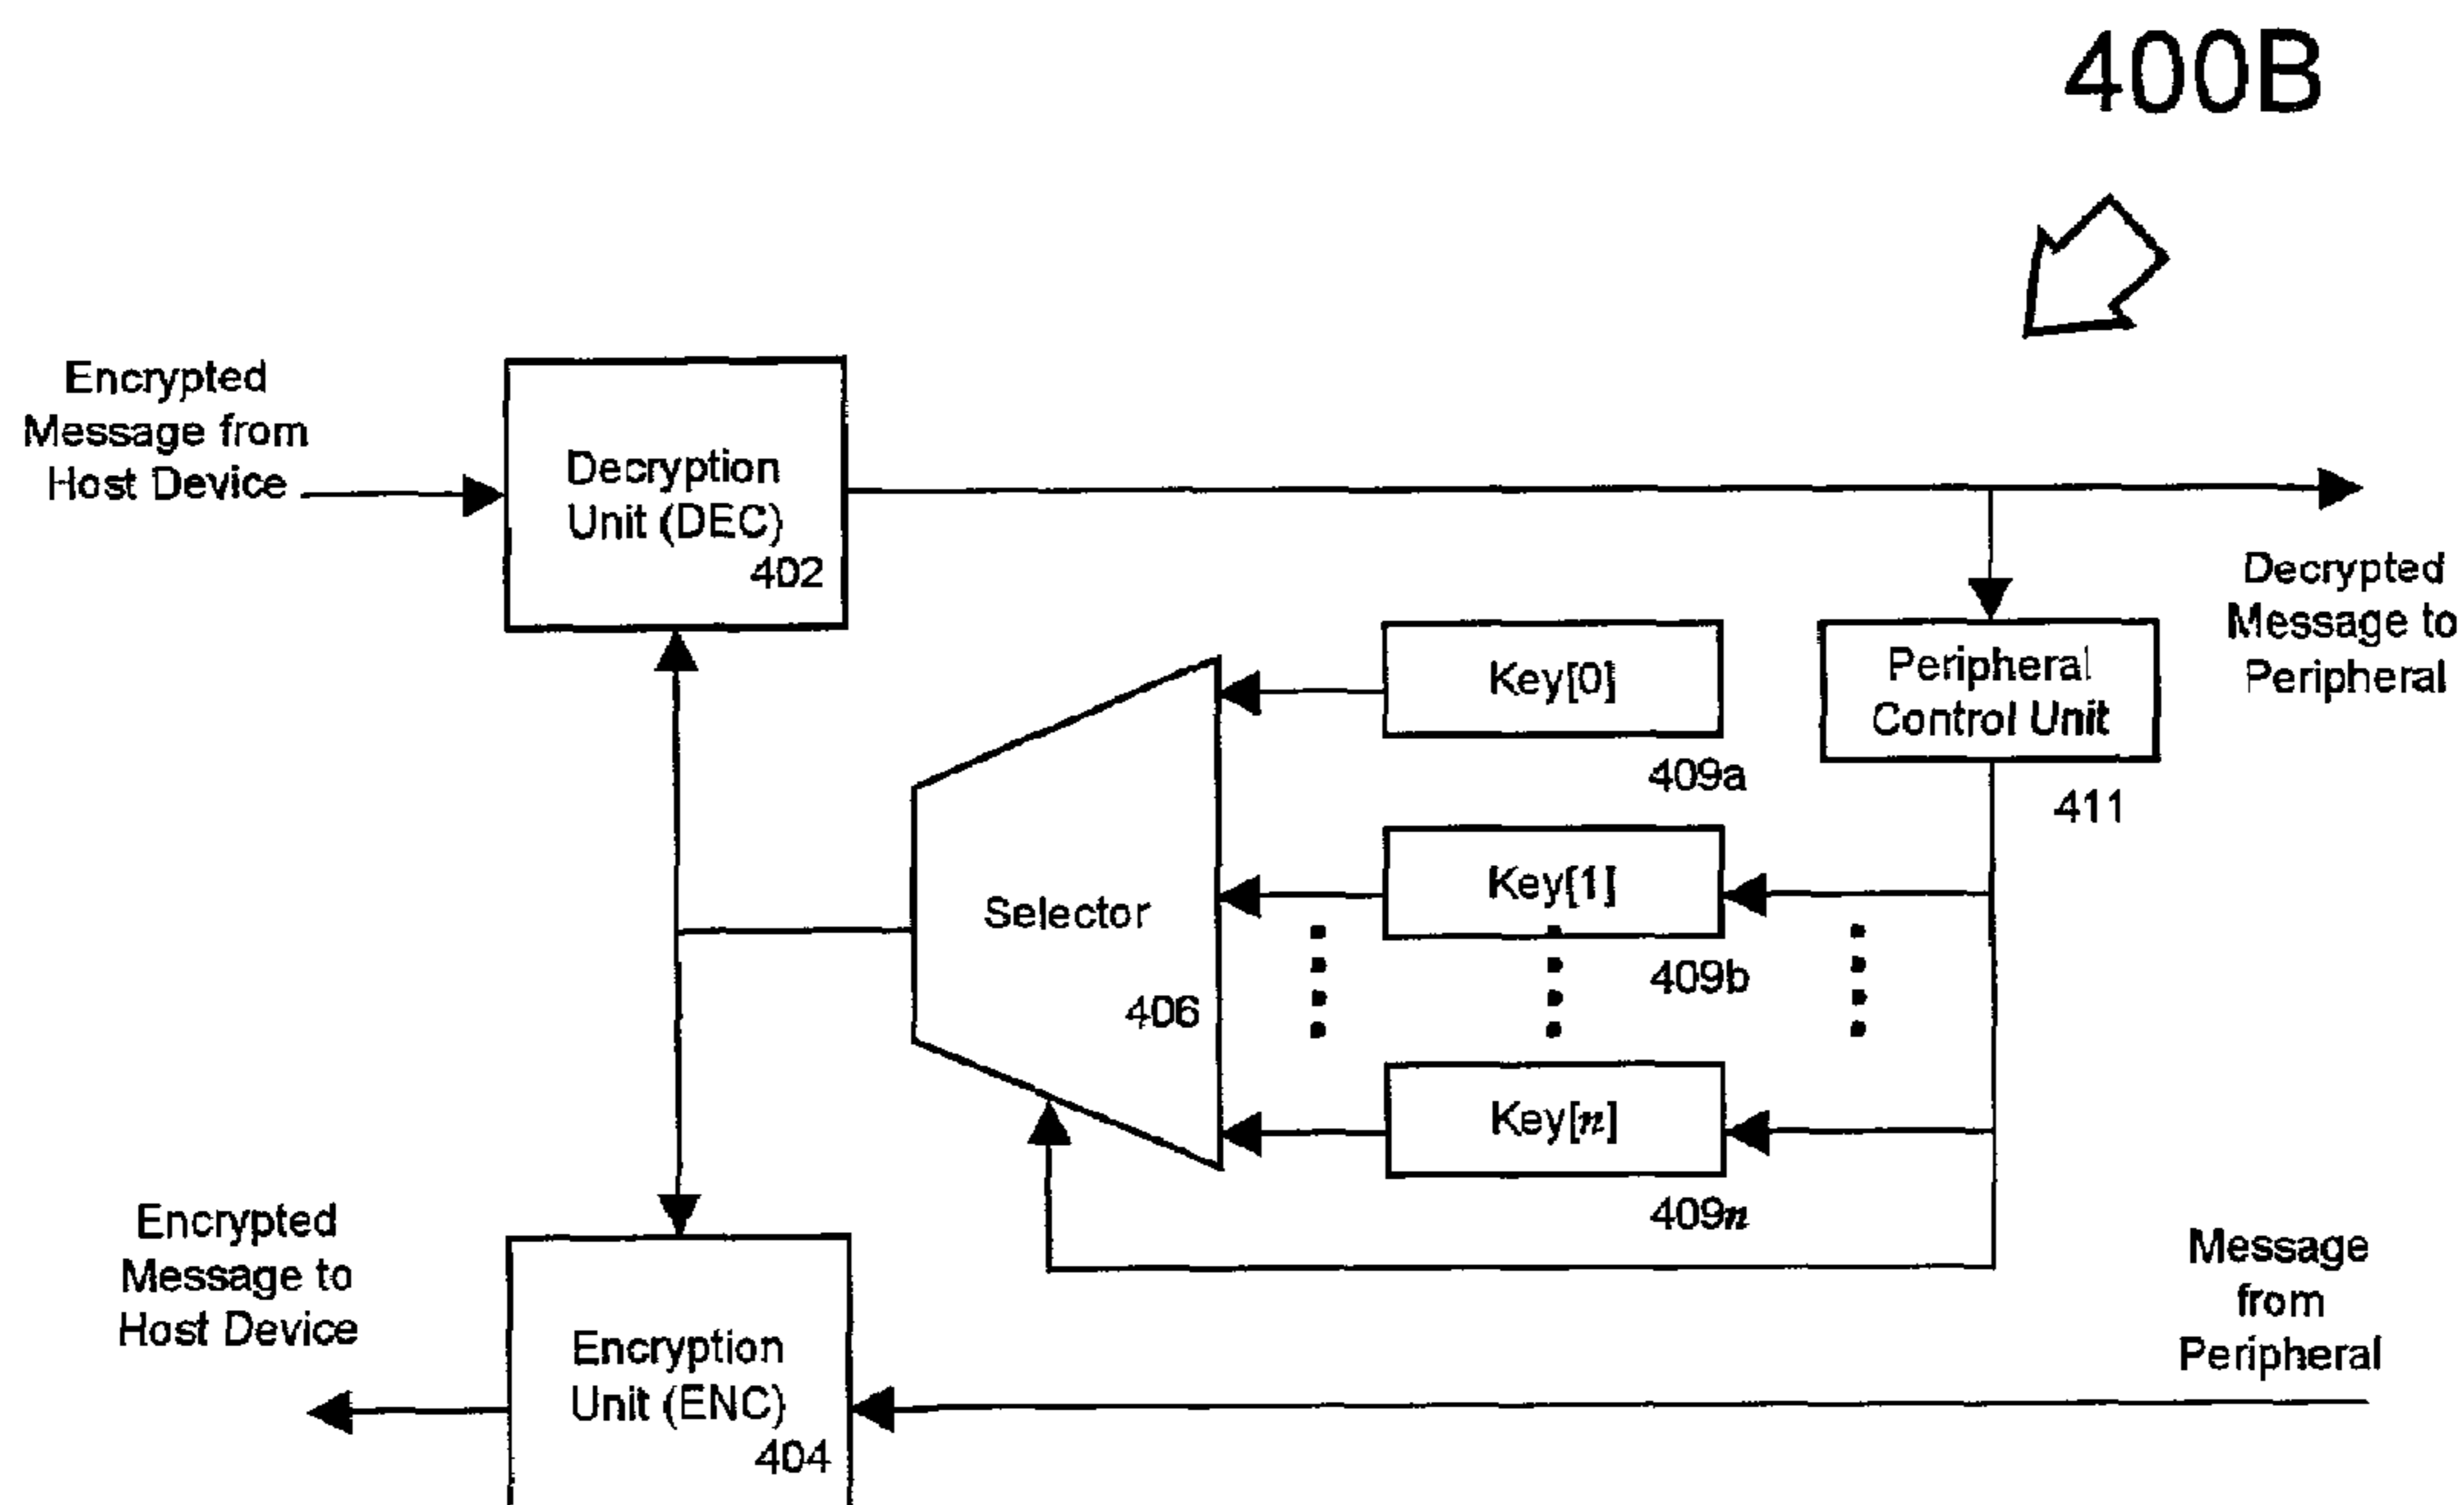 400B
Encrypted
Message from
Host Device
Decryption
Unit (DEC)
402
Decrypted
Message to
Peripheral
Key[0]
409a
Peripheral
Control Unit
411
Key[1]
409b
Selector
406
Key[n]
409n
Encrypted
Message to
Host Device
Encryption
Unit (ENC)
404
Message
from
Peripheral